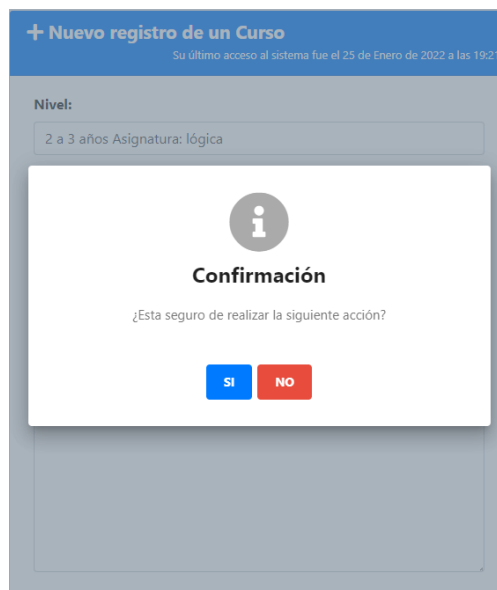 + Nuevo registro de un Curso
Su último acceso al sistema fue el 25 de Enero de 2022 a las 19:21
Nivel:
2 a 3 años Asignatura: lógica
Confirmación
¿Esta seguro de realizar la siguiente acción?
SI NO